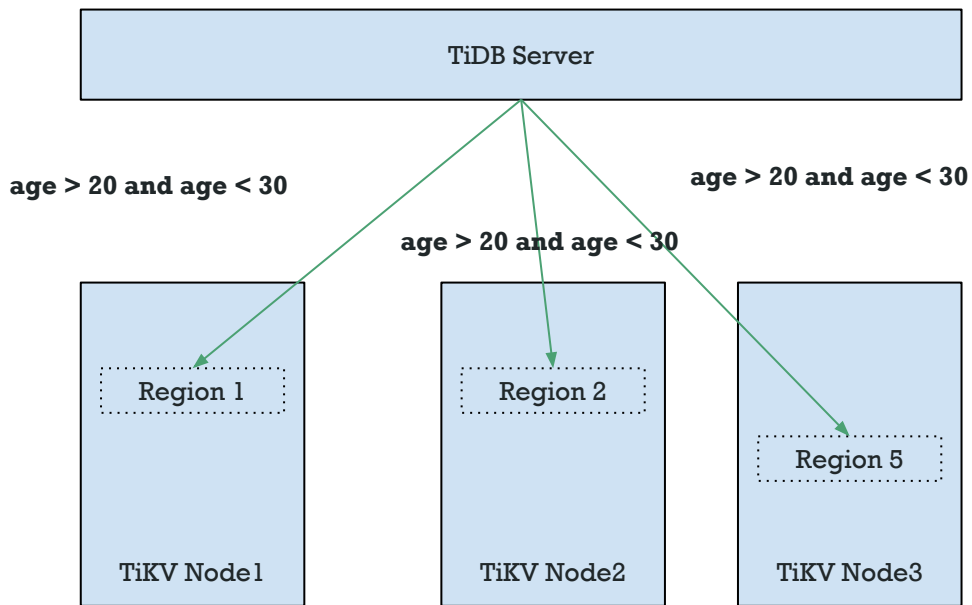 TiDB Server
age > 20 and age < 30
age > 20 and age < 30
age > 20 and age < 30
Region 1
Region 2
Region 5
TiKV Node1
TiKV Node2
TiKV Node3